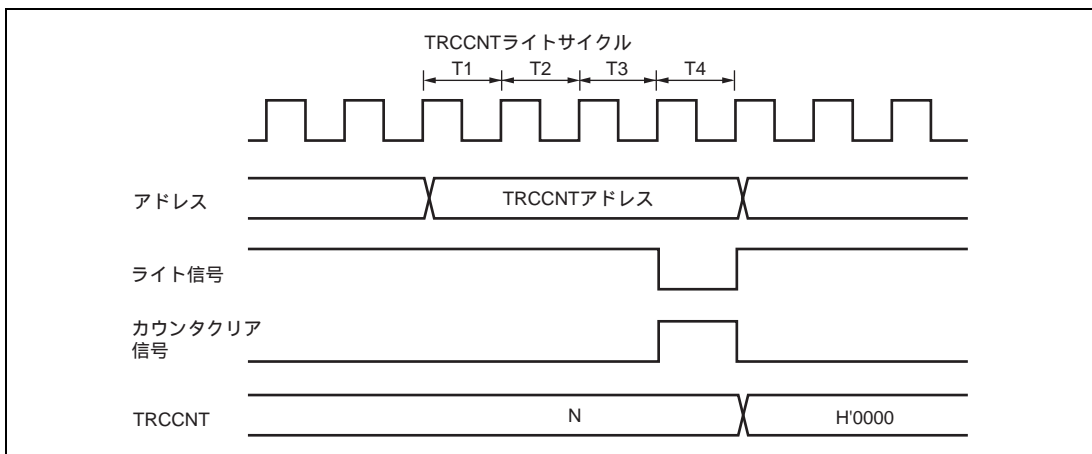 TRCCNTライトサイクル
T1 T2 T3 T4
アドレス TRCCNTアドレス
ライト信号
カウンタクリア
信号
TRCCNT N H'0000